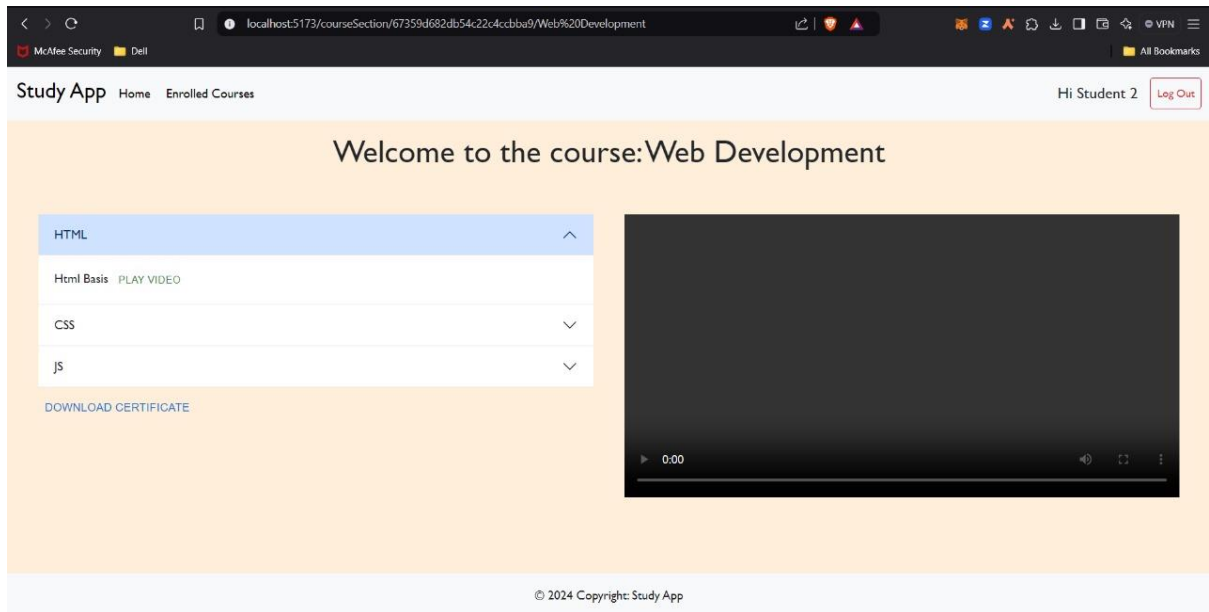 localhost:5173/courseSection/67359d682db54c22c4ccbba9/Web%20Development
VPN
McAfee Security Dell All Bookmarks
Study App Home Enrolled Courses Hi Student 2 Log Out
Welcome to the course:Web Development
HTML
Html Basis PLAY VIDEO
CSS
JS
DOWNLOAD CERTIFICATE
0:00
© 2024 Copyright: Study App